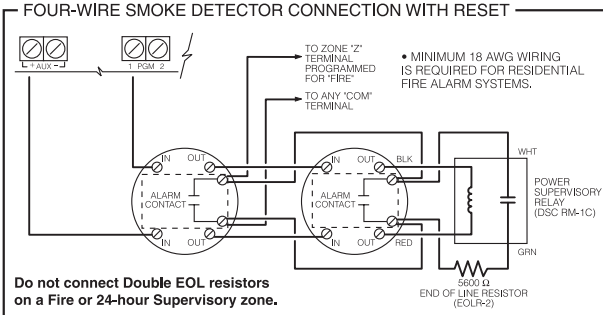 FOUR-WIRE SMOKE DETECTOR CONNECTION WITH RESET
+ AUX -
1 PGM 2
TO ZONE "Z"
TERMINAL
PROGRAMMED
FOR "FIRE"
TO ANY "COM"
TERMINAL
• MINIMUM 18 AWG WIRING
IS REQUIRED FOR RESIDENTIAL
FIRE ALARM SYSTEMS.
IN
OUT
ALARM
CONTACT
IN
OUT
IN
OUT
ALARM
CONTACT
IN
OUT
BLK
RED
WHT
POWER
SUPERVISORY
RELAY
(DSC RM-1C)
GRN
5600 Ω
END OF LINE RESISTOR
(EOLR-2)
Do not connect Double EOL resistors
on a Fire or 24-hour Supervisory zone.